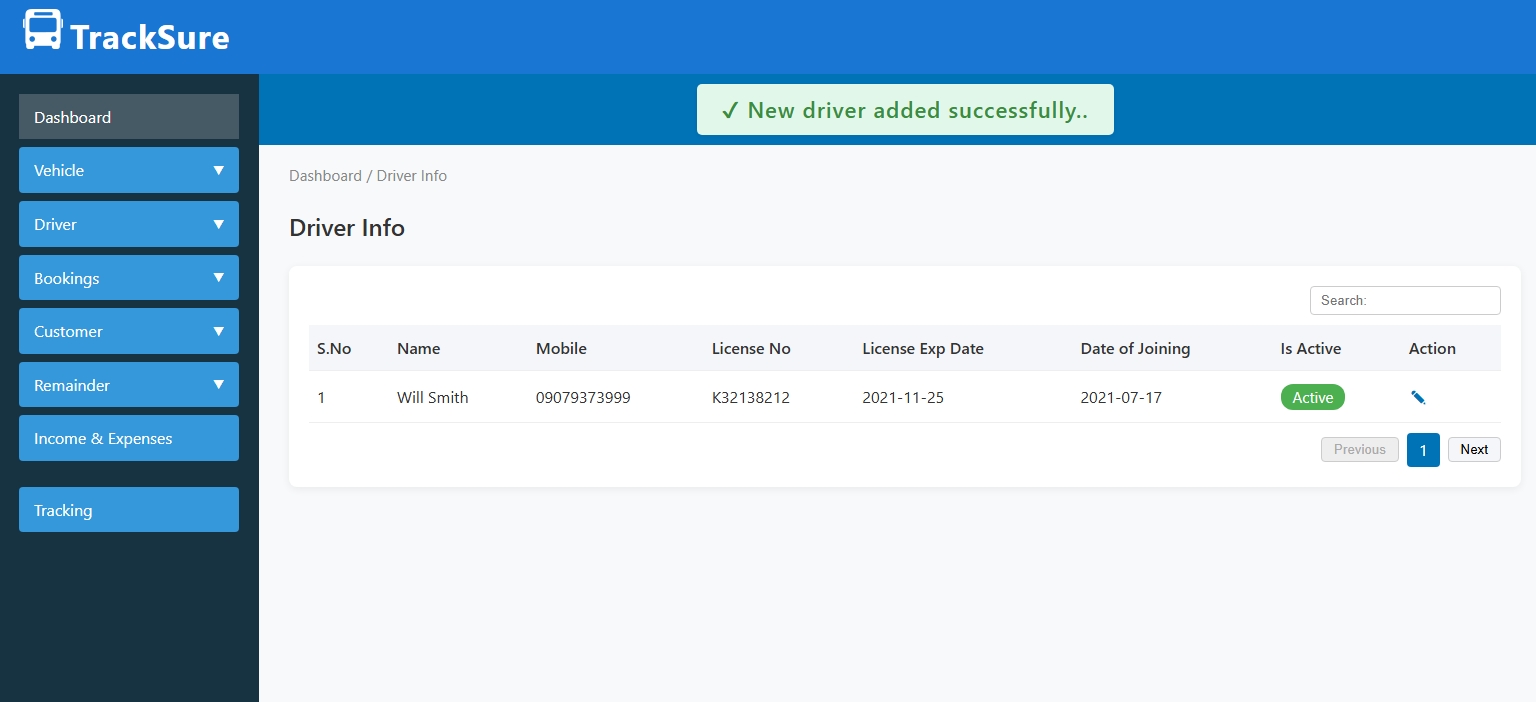 TrackSure
✓ New driver added successfully..
Dashboard
Vehicle ▼
Driver ▼
Bookings ▼
Customer ▼
Remainder ▼
Income & Expenses
Tracking
Dashboard / Driver Info
Driver Info
Search:
S.No Name Mobile License No License Exp Date Date of Joining Is Active Action
1 Will Smith 09079373999 K32138212 2021-11-25 2021-07-17 Active
Previous 1 Next